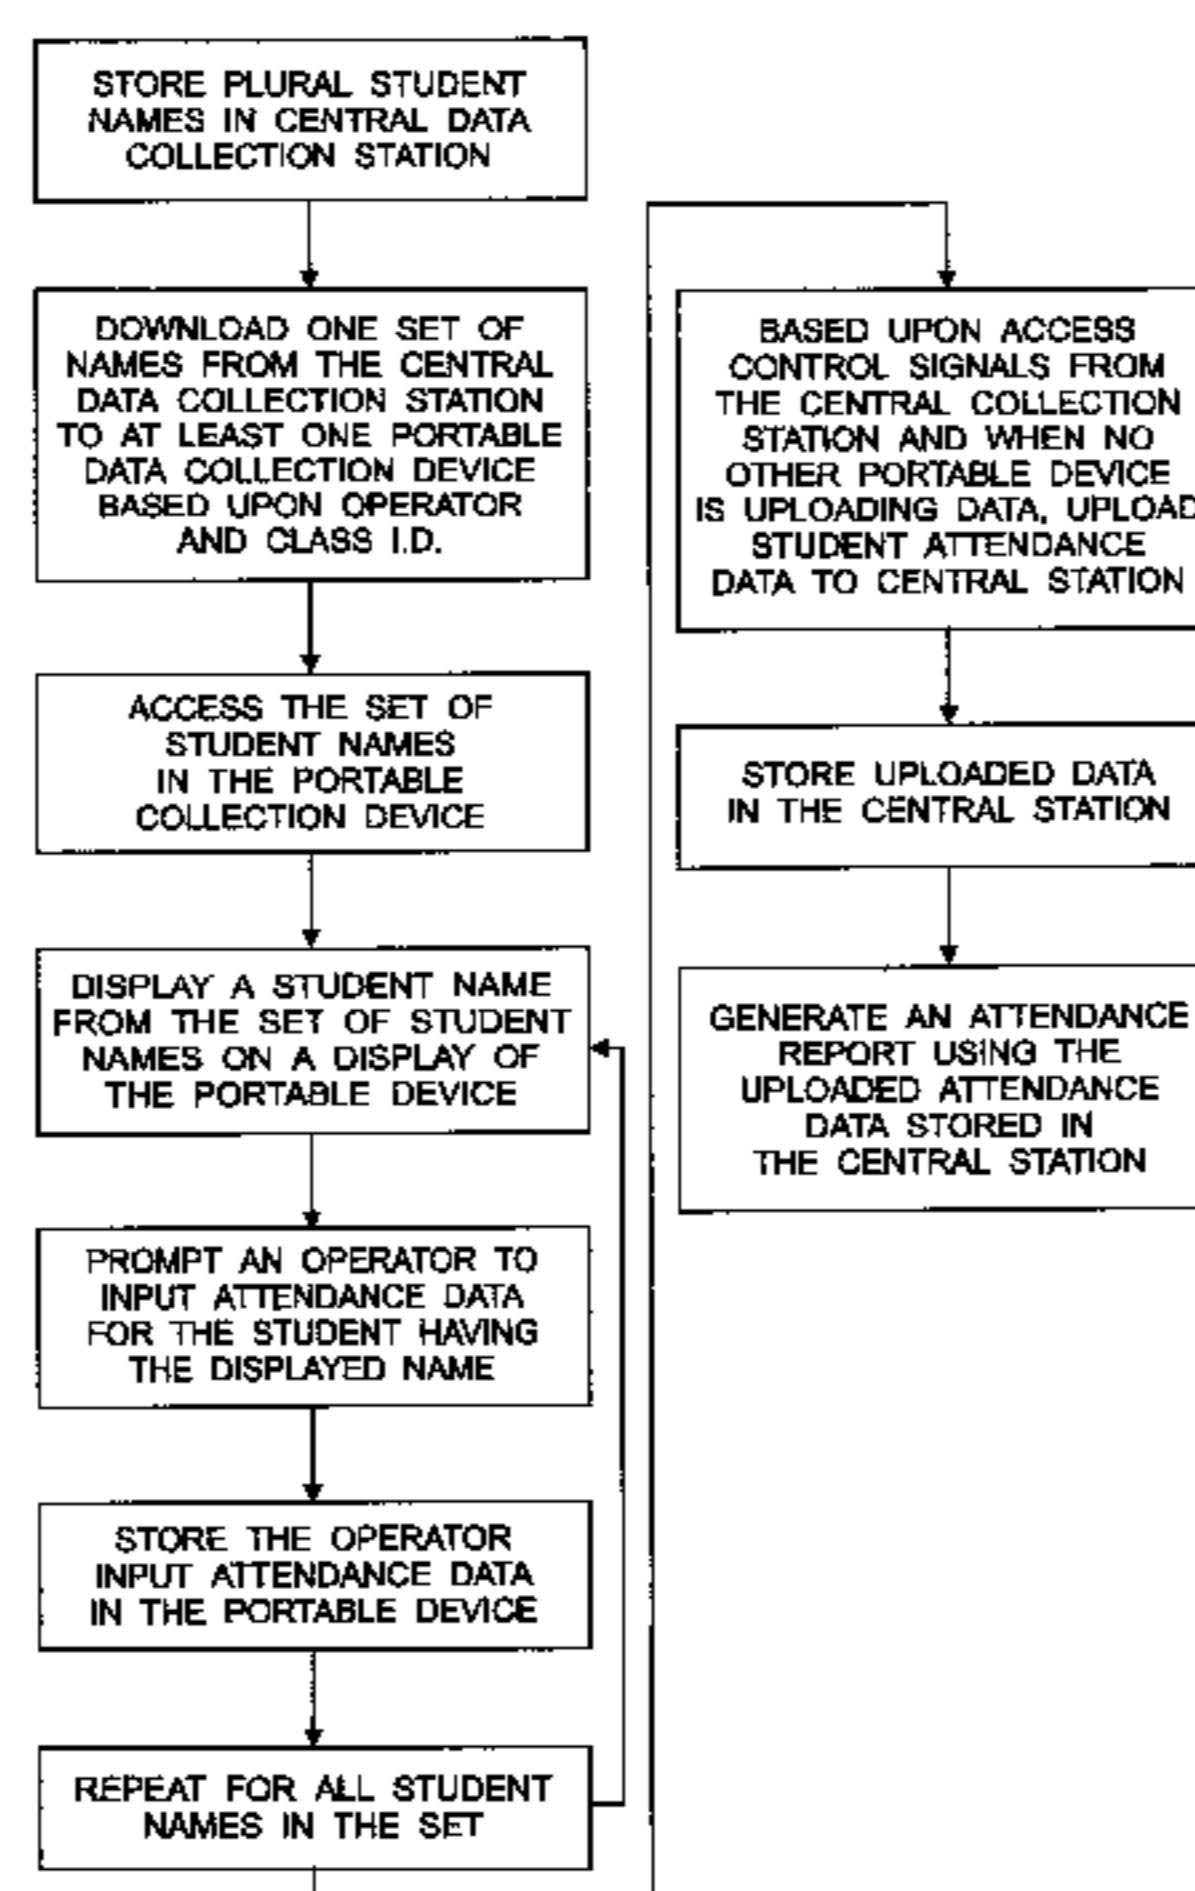 STORE PLURAL STUDENT
NAMES IN CENTRAL DATA
COLLECTION STATION
DOWNLOAD ONE SET OF
NAMES FROM THE CENTRAL
DATA COLLECTION STATION
TO AT LEAST ONE PORTABLE
DATA COLLECTION DEVICE
BASED UPON OPERATOR
AND CLASS I.D.
ACCESS THE SET OF
STUDENT NAMES
IN THE PORTABLE
COLLECTION DEVICE
DISPLAY A STUDENT NAME
FROM THE SET OF STUDENT
NAMES ON A DISPLAY OF
THE PORTABLE DEVICE
PROMPT AN OPERATOR TO
INPUT ATTENDANCE DATA
FOR THE STUDENT HAVING
THE DISPLAYED NAME
STORE THE OPERATOR
INPUT ATTENDANCE DATA
IN THE PORTABLE DEVICE
REPEAT FOR ALL STUDENT
NAMES IN THE SET
BASED UPON ACCESS
CONTROL SIGNALS FROM
THE CENTRAL COLLECTION
STATION AND WHEN NO
OTHER PORTABLE DEVICE
IS UPLOADING DATA, UPLOAD
STUDENT ATTENDANCE
DATA TO CENTRAL STATION
STORE UPLOADED DATA
IN THE CENTRAL STATION
GENERATE AN ATTENDANCE
REPORT USING THE
UPLOADED ATTENDANCE
DATA STORED IN
THE CENTRAL STATION